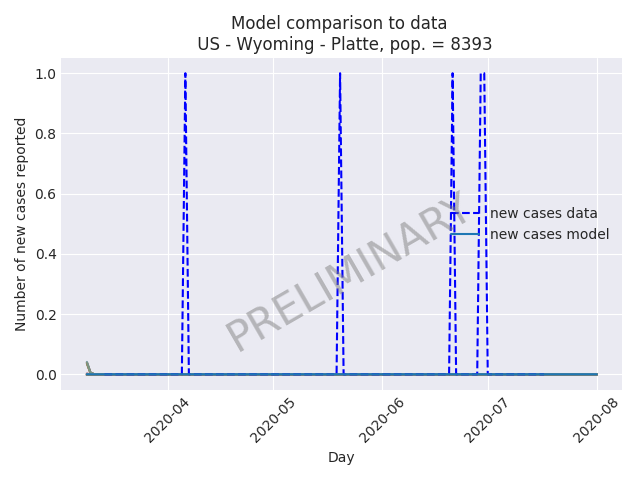 Model comparison to data
US - Wyoming - Platte, pop. = 8393
Number of new cases reported
1.0
0.8
0.6
0.4
0.2
0.0
PRELIMINARY
new cases data
new cases model
2020-04
2020-05
2020-06
2020-07
2020-08
Day